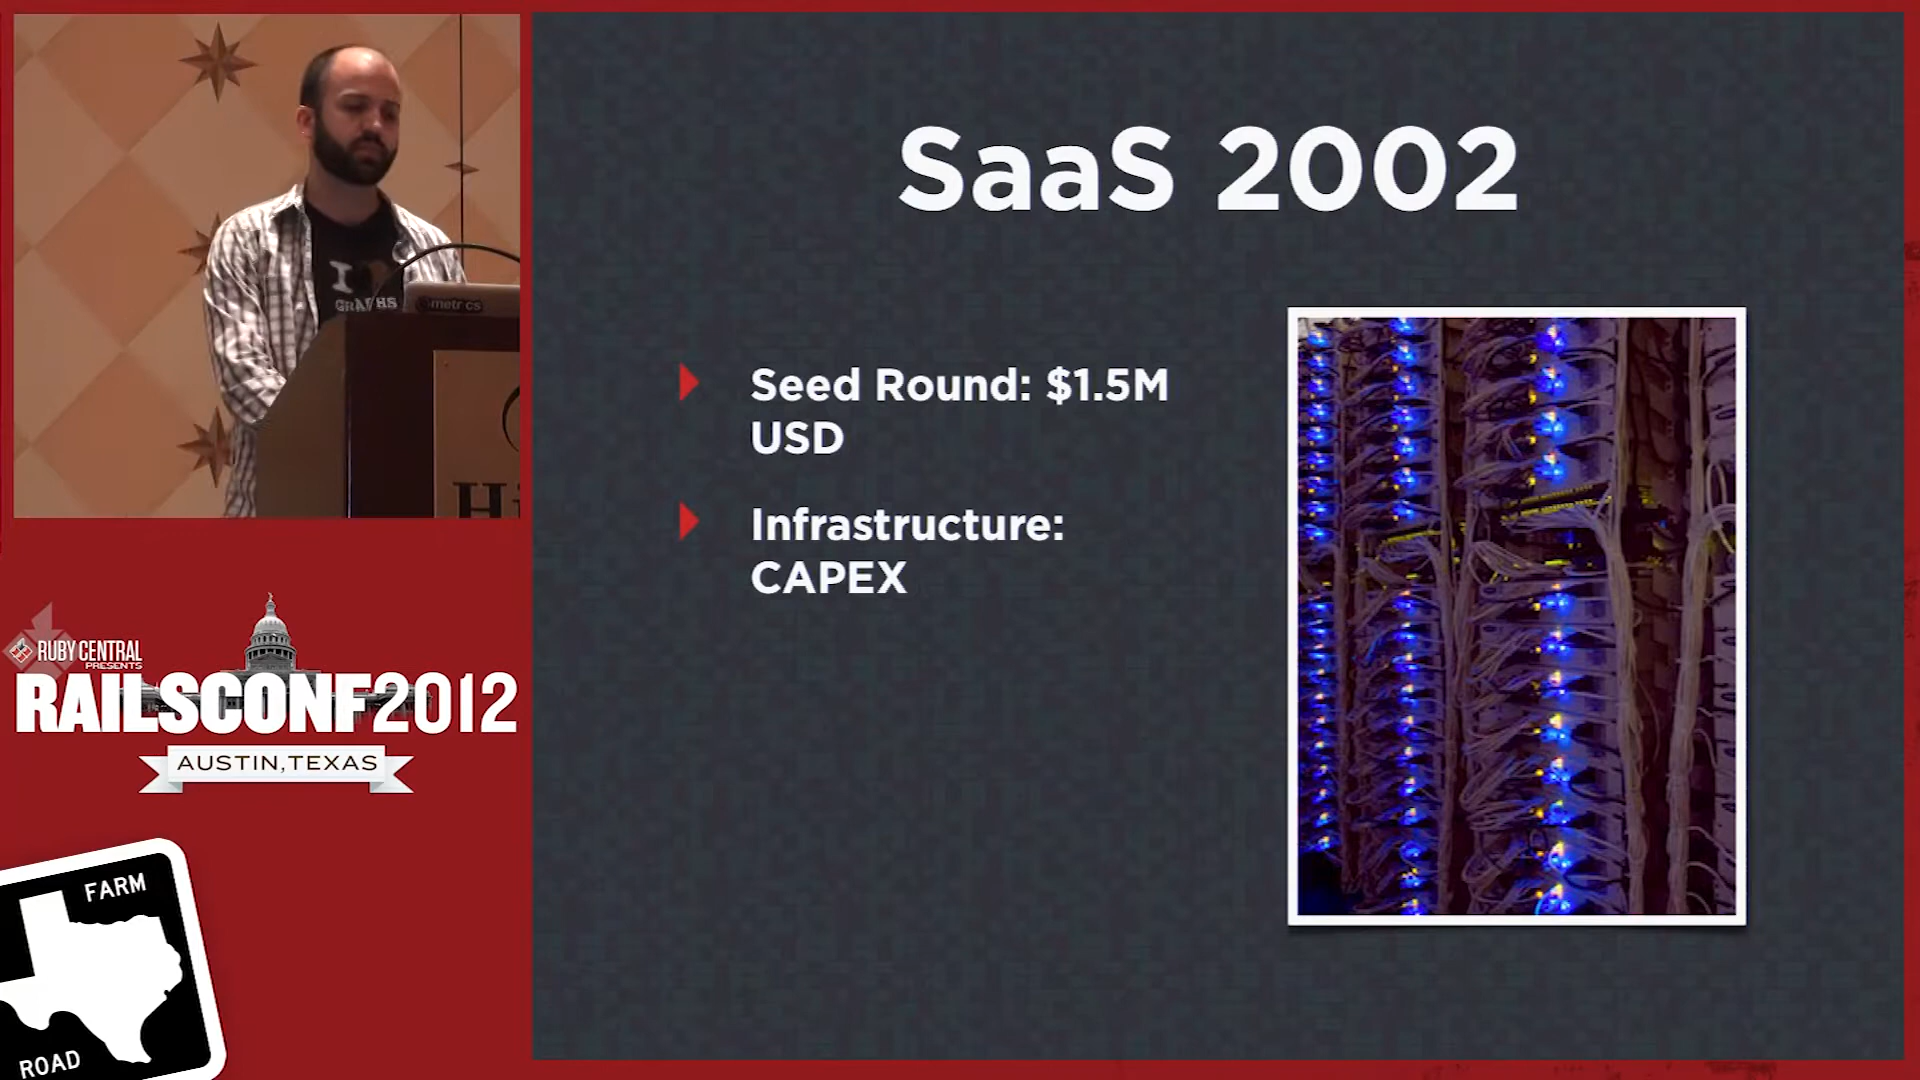 SaaS 2002
Seed Round: $1.5M
USD
Infrastructure:
CAPEX
I
GRAPHS
metrics
RUBY CENTRAL
PRESENTS
RAILSCONF2012
AUSTIN, TEXAS
FARM
ROAD